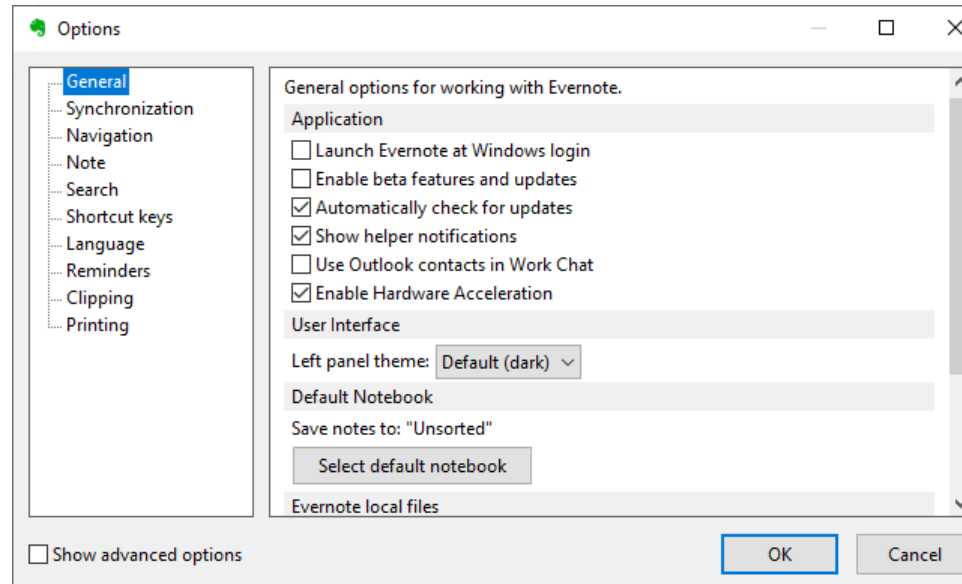 Options
General
Synchronization
Navigation
Note
Search
Shortcut keys
Language
Reminders
Clipping
Printing
General options for working with Evernote.
Application
Launch Evernote at Windows login
Enable beta features and updates
Automatically check for updates
Show helper notifications
Use Outlook contacts in Work Chat
Enable Hardware Acceleration
User Interface
Left panel theme: Default (dark)
Default Notebook
Save notes to: "Unsorted"
Select default notebook
Evernote local files
Show advanced options
OK
Cancel